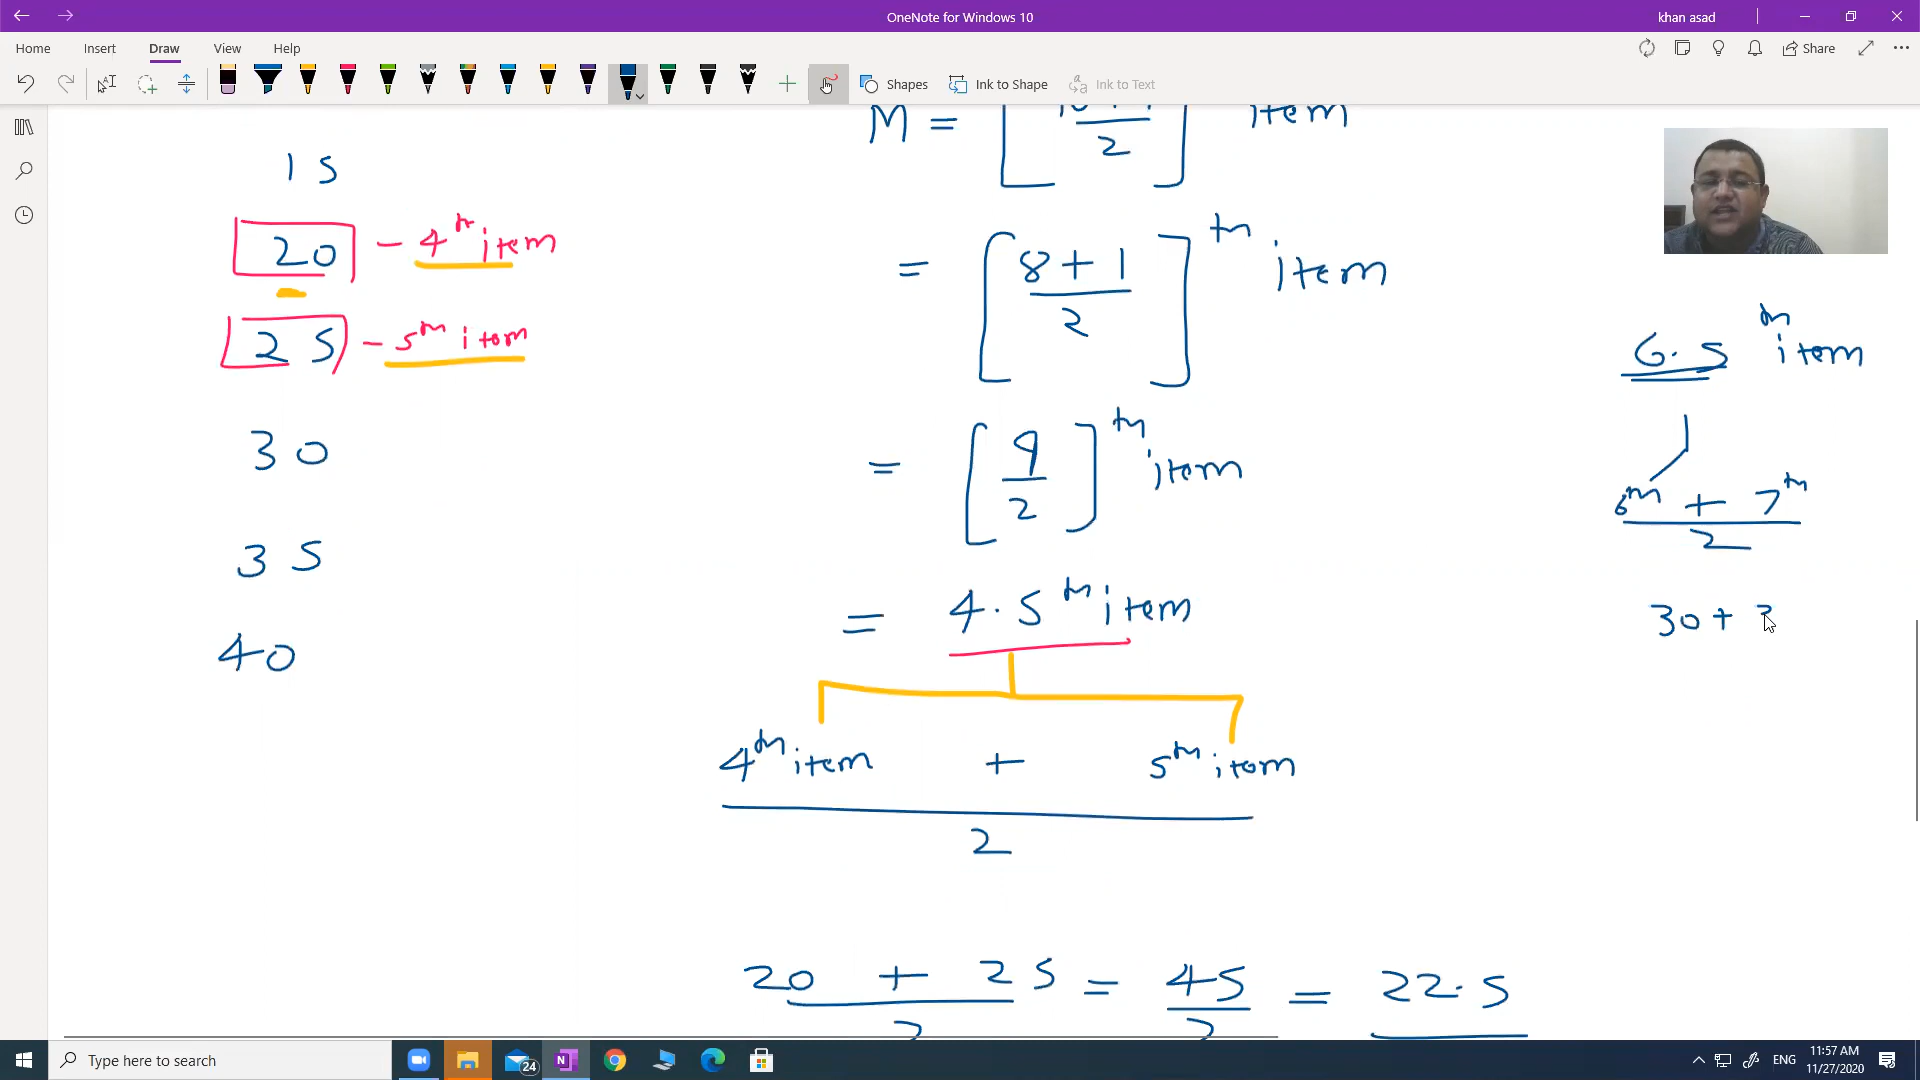 OneNote for Windows 10
khan asad
Home Insert Draw View Help
Share
Shapes Ink to Shape Ink to Text
15
20 - 4th item
25 - 5th item
30
35
40
M = [ 2 ] item
= [ 8 + 1 / 2 ]th item
= [ 9 / 2 ]th item
= 4.5th item
4th item + 5th item
2
20 + 25 = 45 = 22.5
2 2
6.5th item
6th + 7th
2
30 + 3
Type here to search
24
ENG
11:57 AM
11/27/2020